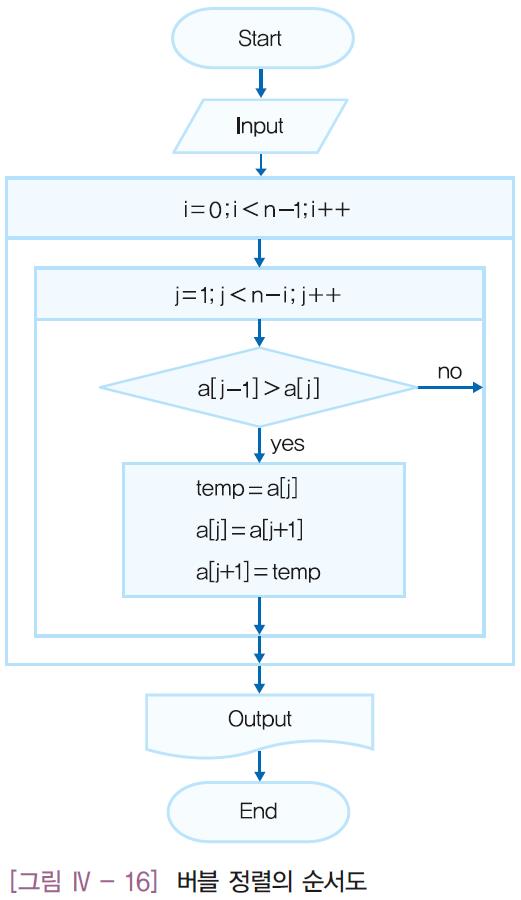 Start
Input
i=0;i<n-1;i++
j=1; j<n-i; j++
a[j-1]>a[j]
no
yes
temp=a[j]
a[j]=a[j+1]
a[j+1]=temp
Output
End
[그림 Ⅳ - 16] 버블 정렬의 순서도